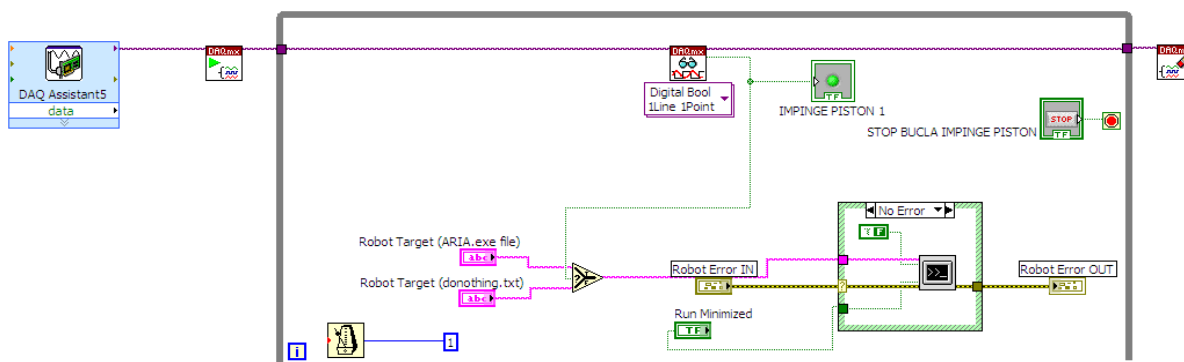 DAQ Assistant5
data
DAQmx
DAQmx
Digital Bool
1Line 1Point
TF
IMPINGE PISTON 1
STOP
TF
STOP BUCLA IMPINGE PISTON
DAQmx
Robot Target (ARIA.exe file)
abc
Robot Target (donothing.txt)
abc
?
Robot Error IN
Run Minimized
TF
No Error
F
?
>_
Robot Error OUT
i
1